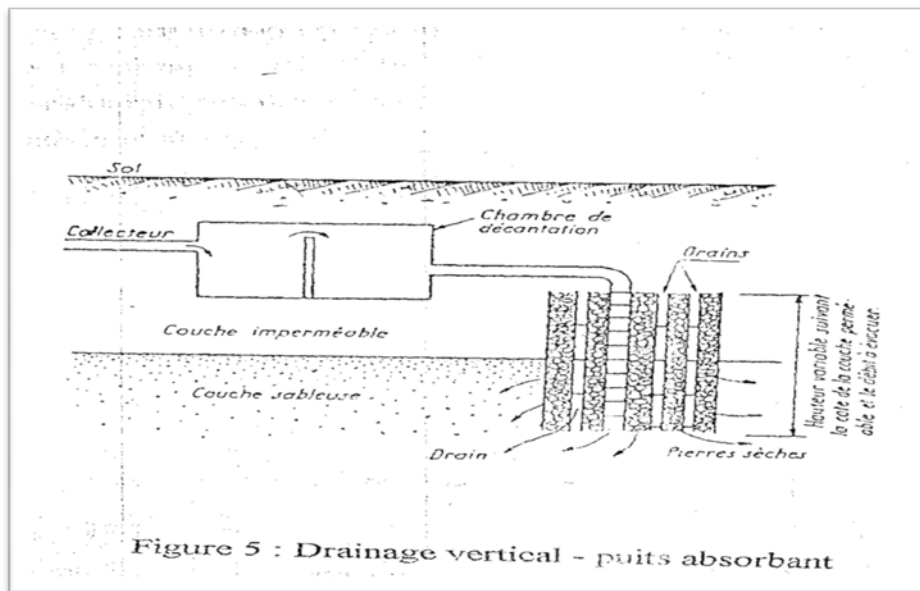 Sol
Collecteur
Chambre de
décantation
Drains
Couche imperméable
Couche sableuse
Hauteur variable suivant
la cote de la couche permé-
able et le débit à évacuer.
Drain
Pierres sèches
Figure 5 : Drainage vertical - puits absorbant